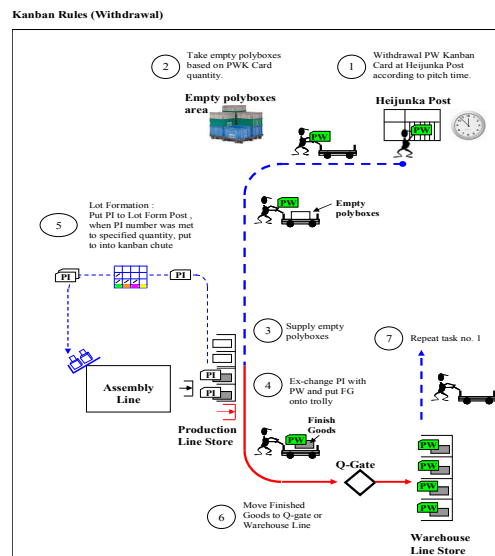 Kanban Rules (Withdrawal)
2
Take empty polyboxes
based on PWK Card
quantity.
1
Withdrawal PW Kanban
Card at Heijunka Post
according to pitch time.
Empty polyboxes
area
Heijunka Post
PW
PW
PW
Empty
polyboxes
5
Lot Formation :
Put PI to Lot Form Post ,
when PI number was met
to specified quantity, put
to into kanban chute
PI
PI
3
Supply empty
polyboxes
7
Repeat task no. 1
4
Ex-change PI with
PW and put FG
onto trolly
PI
PI
Assembly
Line
Production
Line Store
Finish
Goods
PW
Q-Gate
PW
PW
PW
PW
6
Move Finished
Goods to Q-gate or
Warehouse Line
Warehouse
Line Store